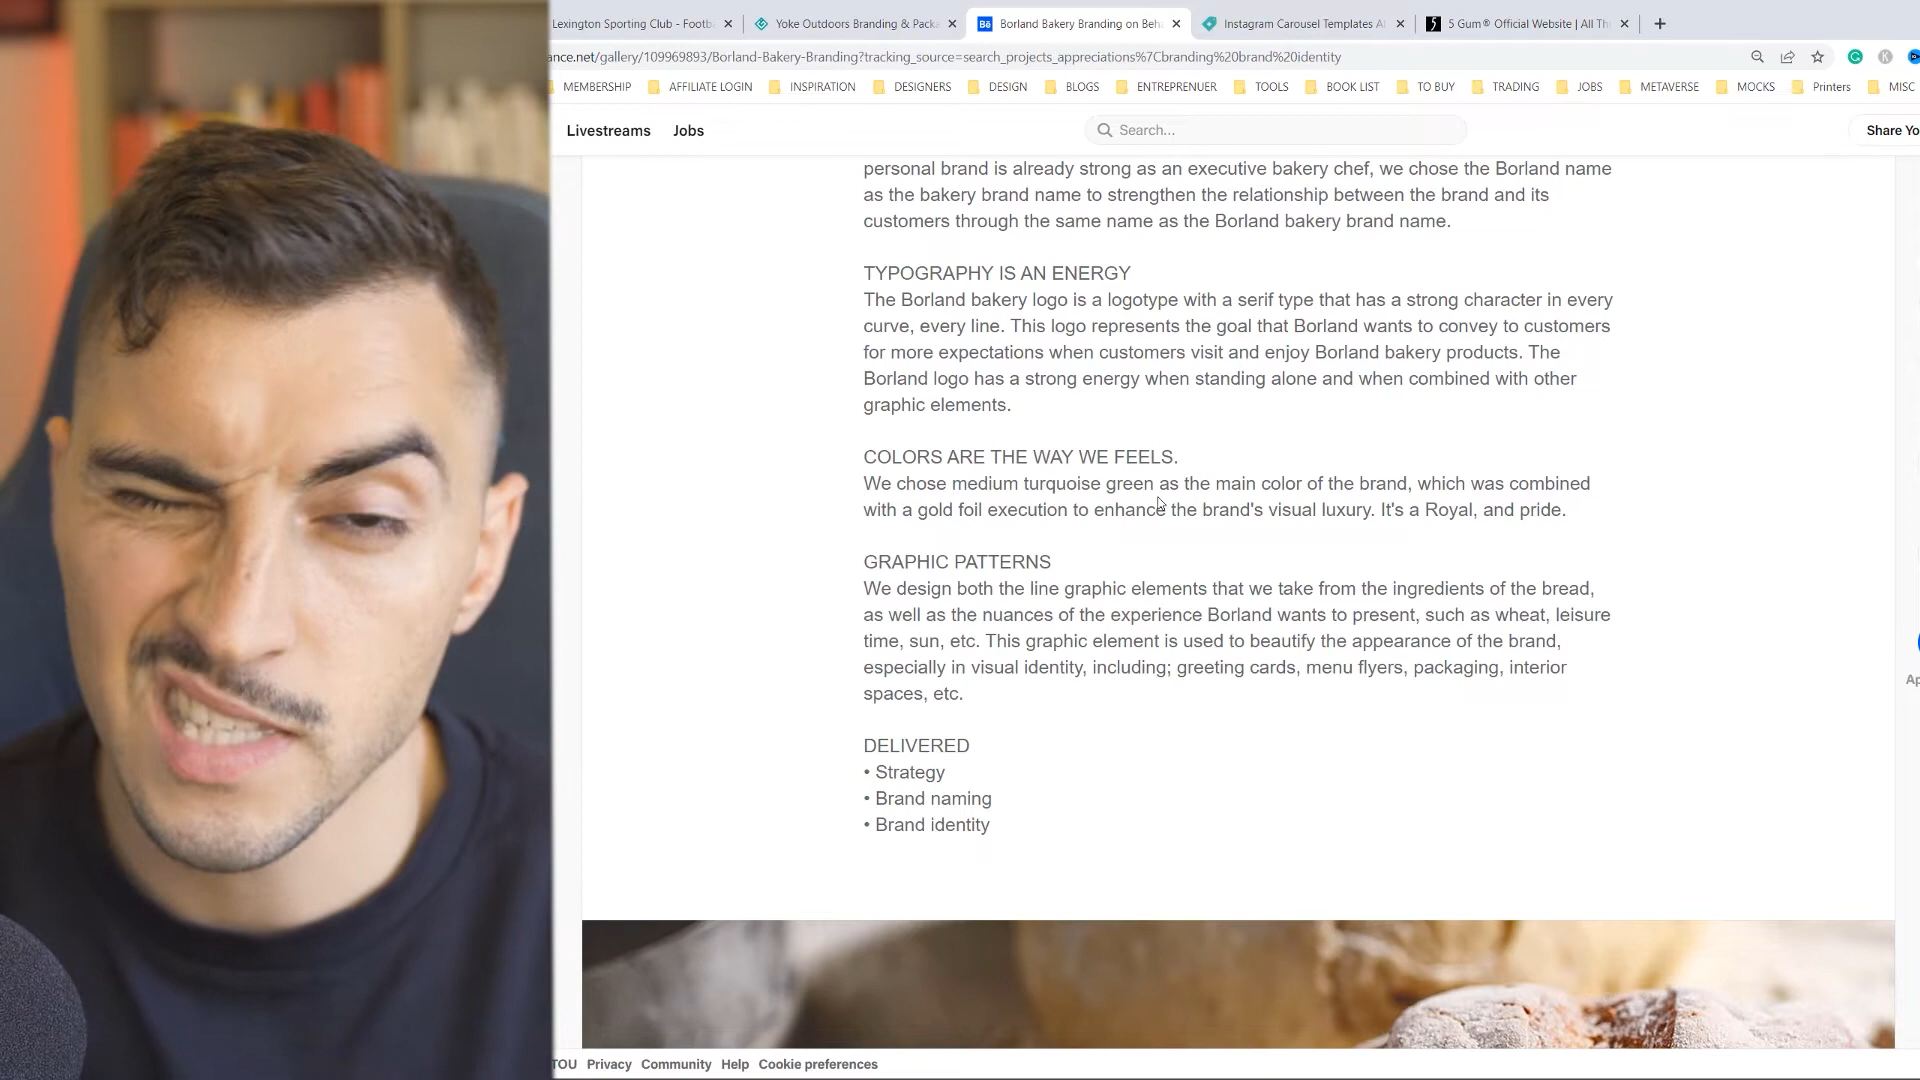 Lexington Sporting Club - Footb
Yoke Outdoors Branding & Pack
Bē Borland Bakery Branding on Beh
Instagram Carousel Templates A
5 Gum® Official Website | All Th
ance.net/gallery/109969893/Borland-Bakery-Branding?tracking_source=search_projects_appreciations%7Cbranding%20brand%20identity
MEMBERSHIP AFFILIATE LOGIN INSPIRATION DESIGNERS DESIGN BLOGS ENTREPRENUER TOOLS BOOK LIST TO BUY TRADING JOBS METAVERSE MOCKS Printers MISC
Livestreams Jobs Search... Share Yo
personal brand is already strong as an executive bakery chef, we chose the Borland name
as the bakery brand name to strengthen the relationship between the brand and its
customers through the same name as the Borland bakery brand name.
TYPOGRAPHY IS AN ENERGY
The Borland bakery logo is a logotype with a serif type that has a strong character in every
curve, every line. This logo represents the goal that Borland wants to convey to customers
for more expectations when customers visit and enjoy Borland bakery products. The
Borland logo has a strong energy when standing alone and when combined with other
graphic elements.
COLORS ARE THE WAY WE FEELS.
We chose medium turquoise green as the main color of the brand, which was combined
with a gold foil execution to enhance the brand's visual luxury. It's a Royal, and pride.
GRAPHIC PATTERNS
We design both the line graphic elements that we take from the ingredients of the bread,
as well as the nuances of the experience Borland wants to present, such as wheat, leisure
time, sun, etc. This graphic element is used to beautify the appearance of the brand,
especially in visual identity, including; greeting cards, menu flyers, packaging, interior
spaces, etc.
Ap
DELIVERED
• Strategy
• Brand naming
• Brand identity
TOU Privacy Community Help Cookie preferences